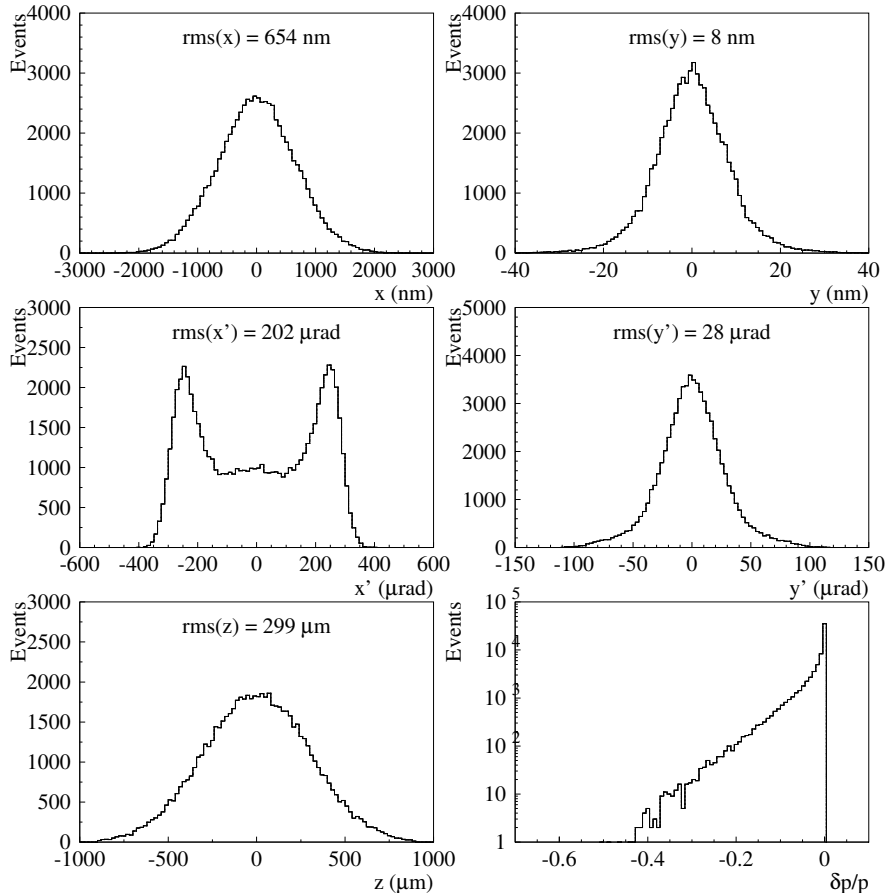 Events
4000
3000
2000
1000
0
rms(x) = 654 nm
-3000 -2000 -1000 0 1000 2000 3000
x (nm)
Events
4000
3000
2000
1000
0
rms(y) = 8 nm
-40 -20 0 20 40
y (nm)
Events
3000
2500
2000
1500
1000
500
0
rms(x’) = 202 μrad
-600 -400 -200 0 200 400 600
x’ (μrad)
Events
5000
4000
3000
2000
1000
0
rms(y’) = 28 μrad
-150 -100 -50 0 50 100 150
y’ (μrad)
Events
3000
2500
2000
1500
1000
500
0
rms(z) = 299 μm
-1000 -500 0 500 1000
z (μm)
Events
10^5
10^4
10^3
10^2
10
1
-0.6 -0.4 -0.2 0
δp/p